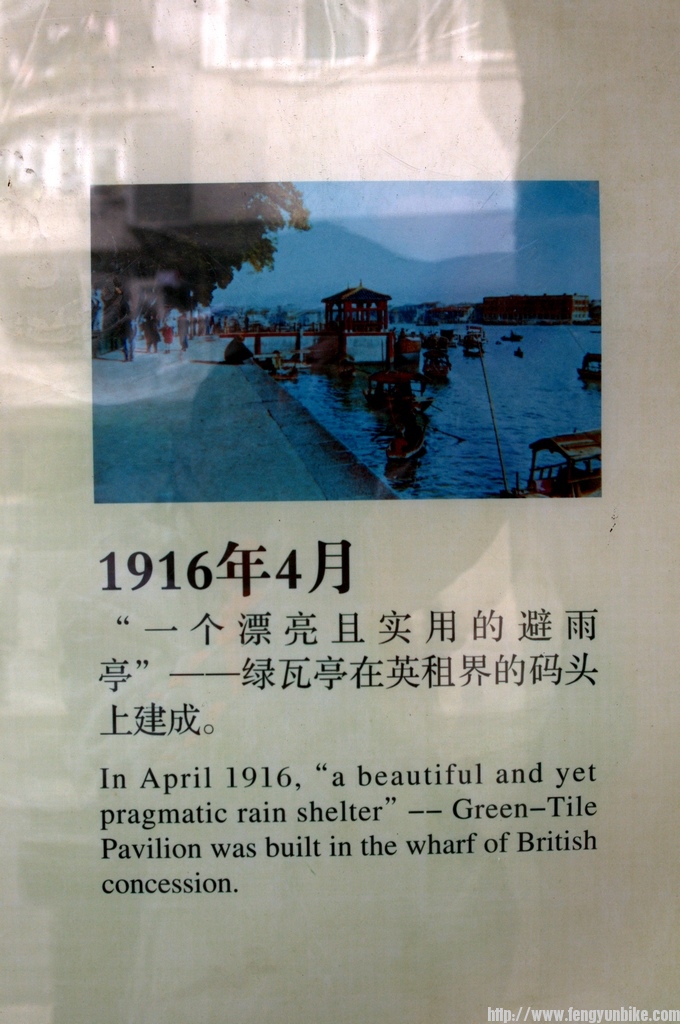 1916年4月
“一个漂亮且实用的避雨
亭”——绿瓦亭在英租界的码头
上建成。
In April 1916, “a beautiful and yet
pragmatic rain shelter” -- Green-Tile
Pavilion was built in the wharf of British
concession.
http://www.fengyunbike.com